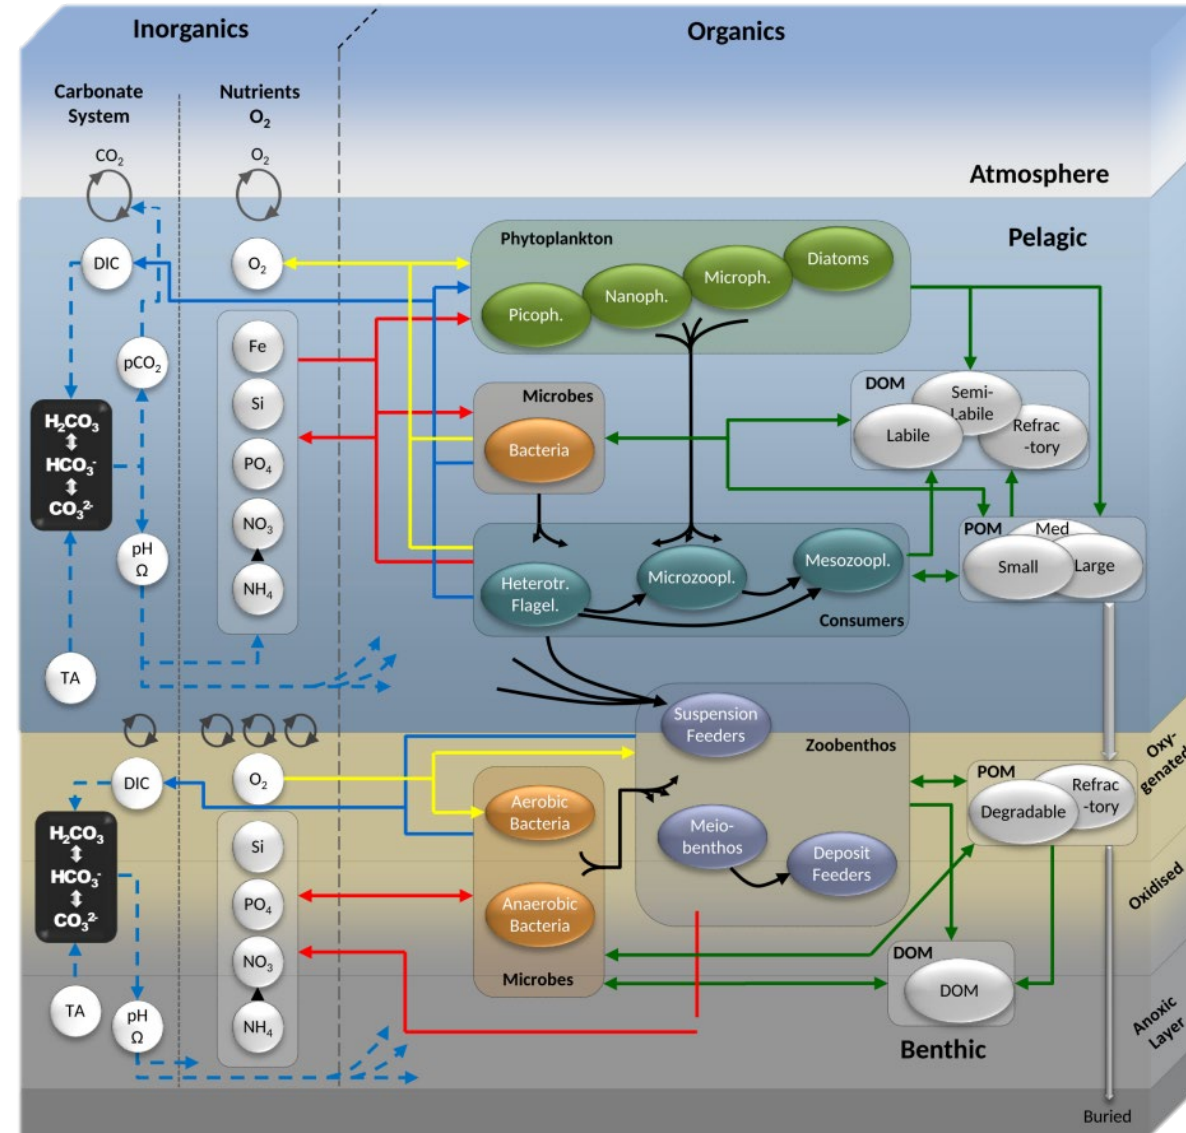 Inorganics
Organics
Carbonate
System
Nutrients
O₂
CO₂
O₂
Atmosphere
Pelagic
DIC
O₂
Phytoplankton
Picoph.
Nanoph.
Microph.
Diatoms
pCO₂
Fe
Si
PO₄
NO₃
NH₄
H₂CO₃
HCO₃⁻
CO₃²⁻
pH
Ω
TA
Microbes
Bacteria
DOM
Semi-
Labile
Labile
Refrac
-tory
POM
Med
Small
Large
Heterotr.
Flagel.
Microzoopl.
Mesozoopl.
Consumers
Suspension
Feeders
Zoobenthos
Meio-
benthos
Deposit
Feeders
DIC
O₂
H₂CO₃
HCO₃⁻
CO₃²⁻
Si
PO₄
NO₃
NH₄
TA
pH
Ω
Aerobic
Bacteria
Anaerobic
Bacteria
Microbes
POM
Refrac
-tory
Degradable
DOM
DOM
Benthic
Oxy-
genated
Oxidised
Anoxic
Layer
Buried